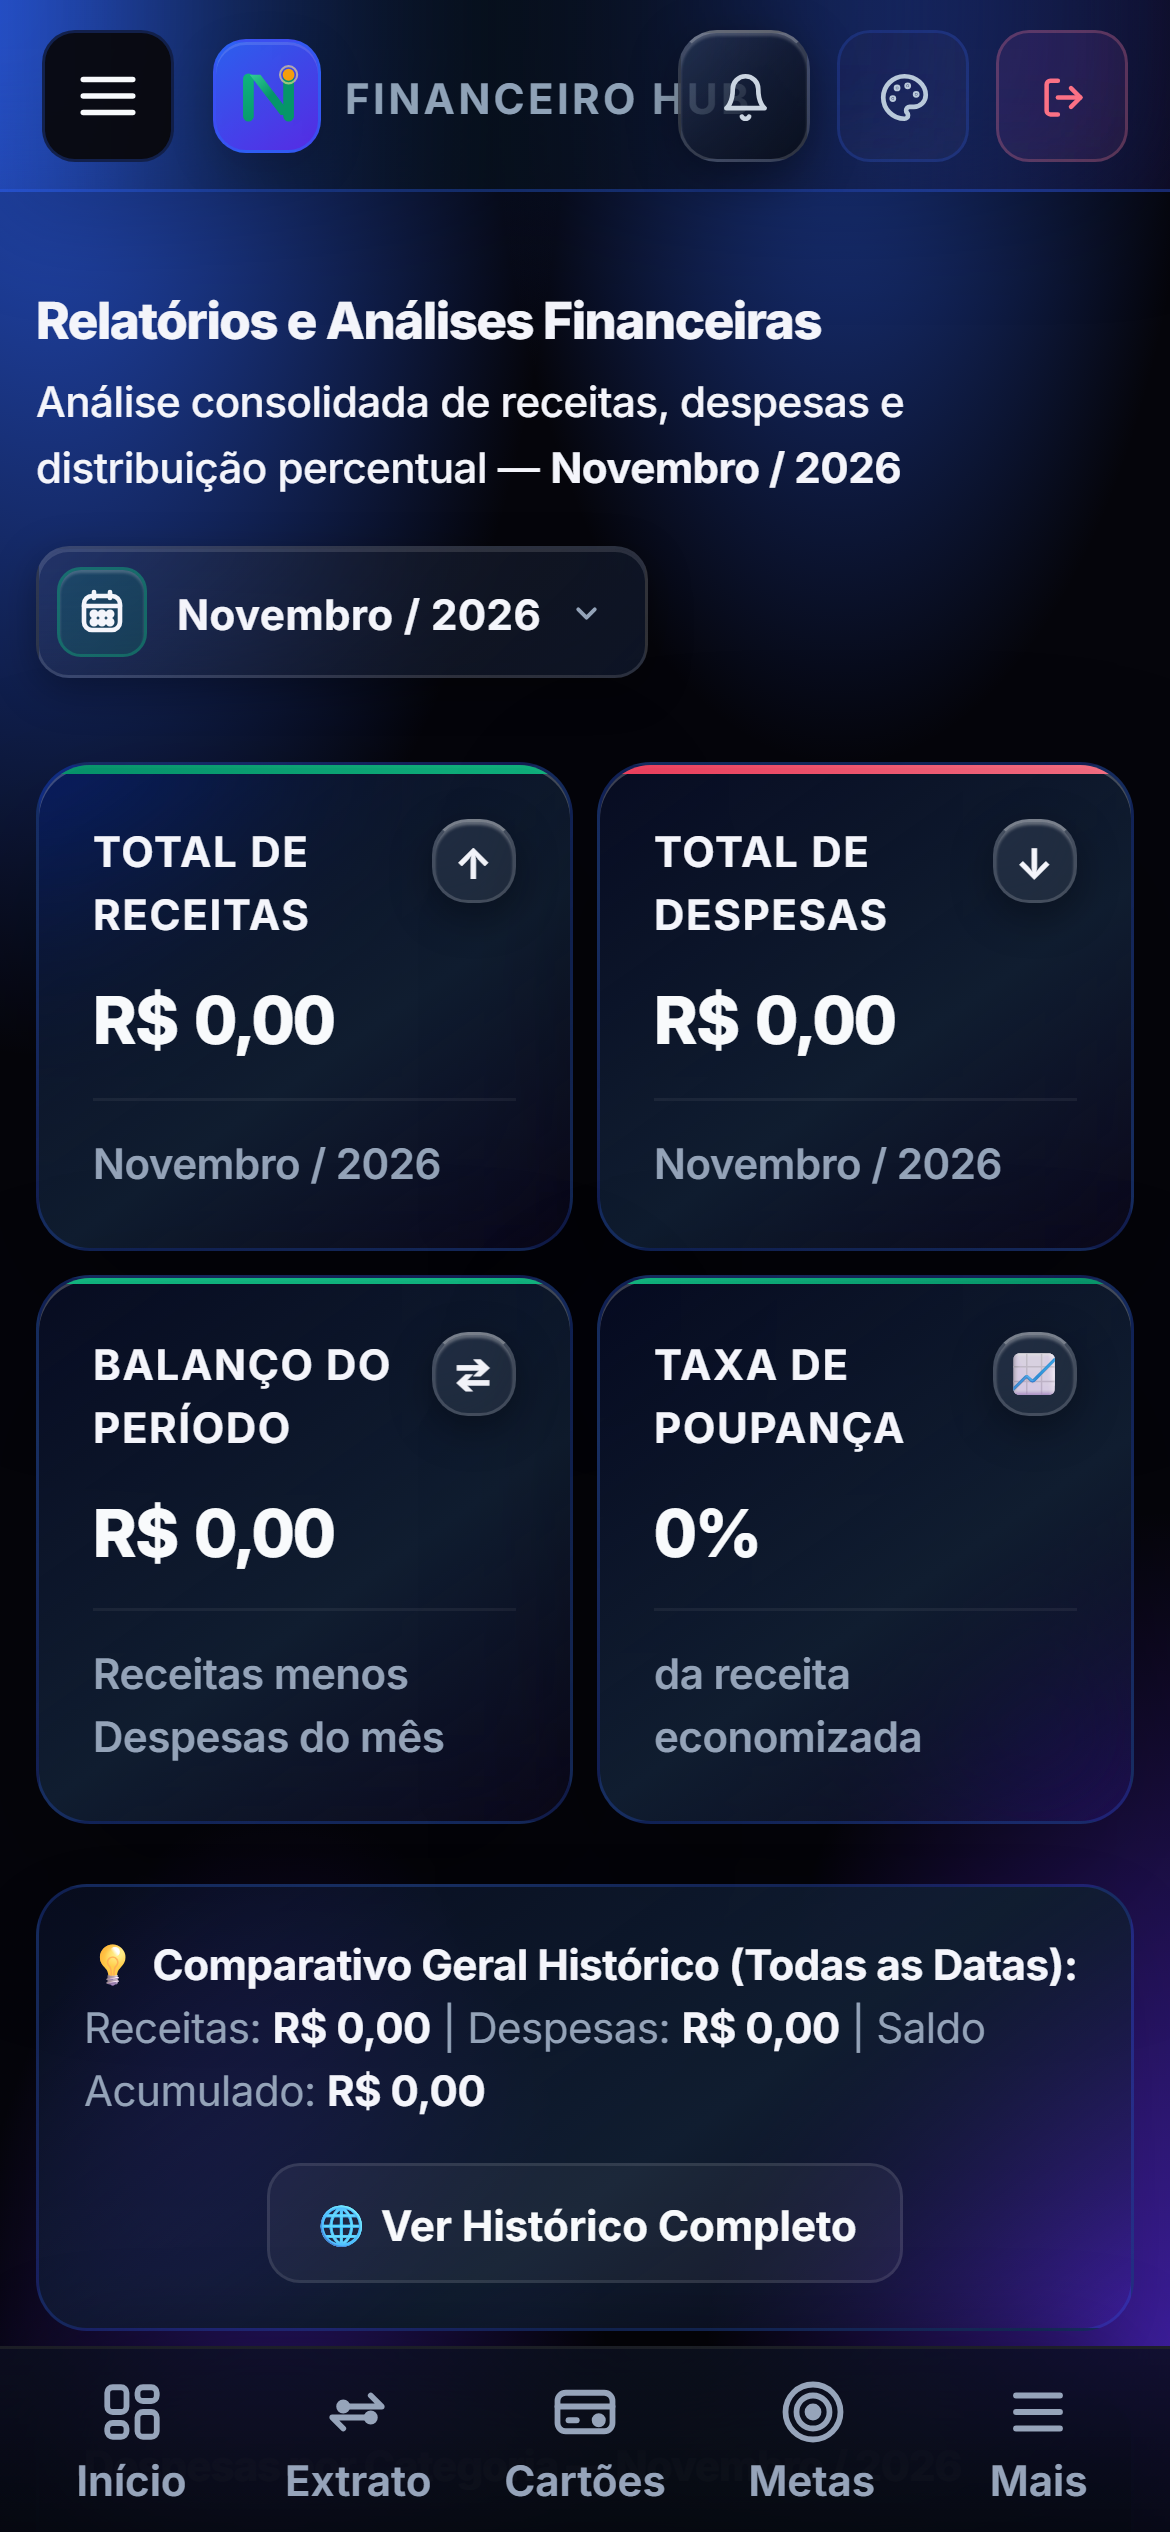 FINANCEIRO HUB
Relatórios e Análises Financeiras
Análise consolidada de receitas, despesas e
distribuição percentual — Novembro / 2026
Novembro / 2026
TOTAL DE
RECEITAS
R$ 0,00
Novembro / 2026
TOTAL DE
DESPESAS
R$ 0,00
Novembro / 2026
BALANÇO DO
PERÍODO
R$ 0,00
Receitas menos
Despesas do mês
TAXA DE
POUPANÇA
0%
da receita
economizada
💡 Comparativo Geral Histórico (Todas as Datas):
Receitas: R$ 0,00 | Despesas: R$ 0,00 | Saldo
Acumulado: R$ 0,00
🌐 Ver Histórico Completo
Início
Extrato
Cartões
Metas
Mais